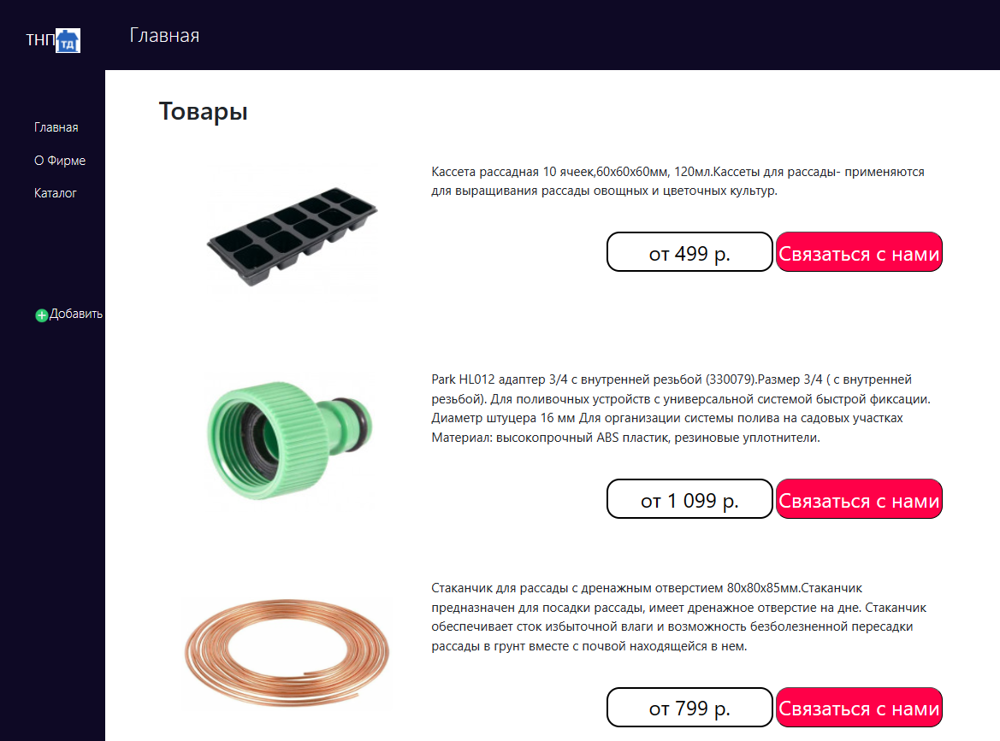 ТНП ТД
Главная
Главная
О Фирме
Каталог
Добавить
Товары
Кассета рассадная 10 ячеек,60х60х60мм, 120мл.Кассеты для рассады- применяются
для выращивания рассады овощных и цветочных культур.
от 499 р.
Связаться с нами
Park HL012 адаптер 3/4 с внутренней резьбой (330079).Размер 3/4 ( с внутренней
резьбой). Для поливочных устройств с универсальной системой быстрой фиксации.
Диаметр штуцера 16 мм Для организации системы полива на садовых участках
Материал: высокопрочный ABS пластик, резиновые уплотнители.
от 1 099 р.
Связаться с нами
Стаканчик для рассады с дренажным отверстием 80х80х85мм.Стаканчик
предназначен для посадки рассады, имеет дренажное отверстие на дне. Стаканчик
обеспечивает сток избыточной влаги и возможность безболезненной пересадки
рассады в грунт вместе с почвой находящейся в нем.
от 799 р.
Связаться с нами